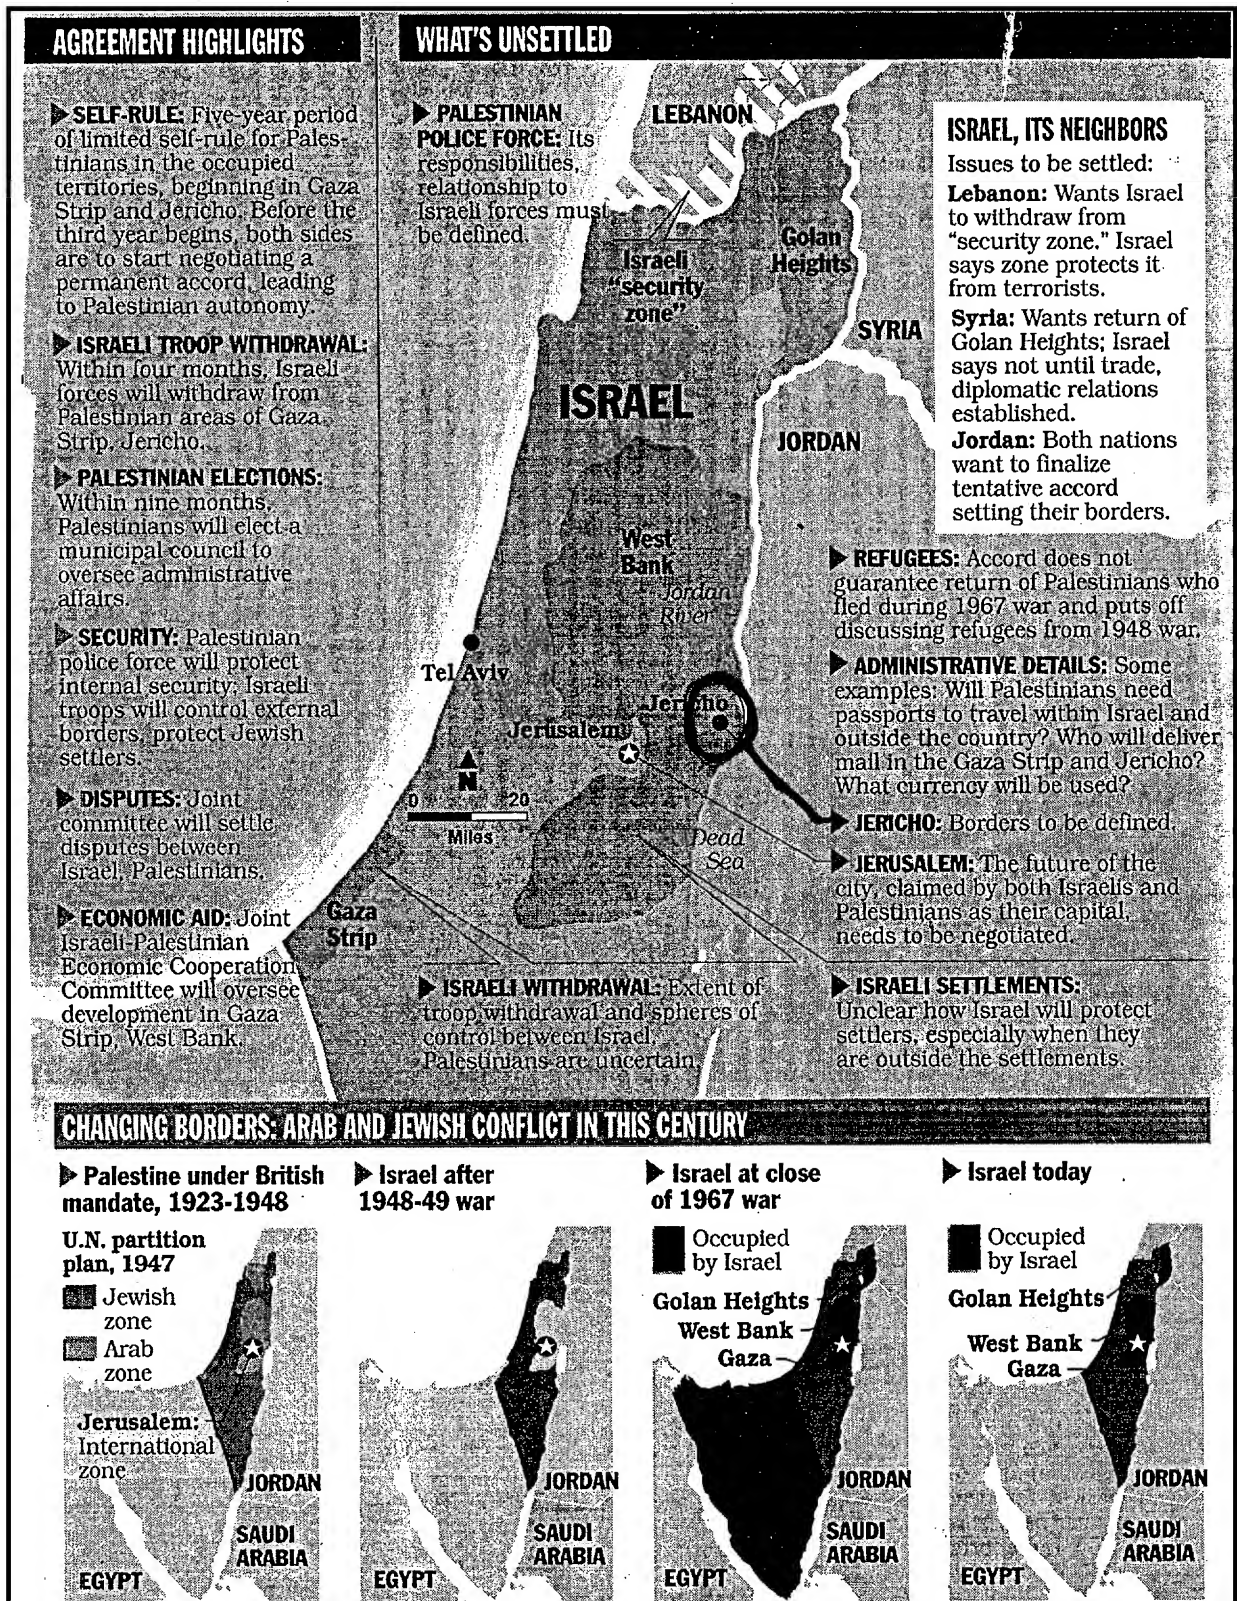 AGREEMENT HIGHLIGHTS
▶ SELF-RULE: Five-year period
of limited self-rule for Pales-
tinians in the occupied
territories, beginning in Gaza
Strip and Jericho. Before the
third year begins, both sides
are to start negotiating a
permanent accord, leading
to Palestinian autonomy.
▶ ISRAELI TROOP WITHDRAWAL:
Within four months, Israeli
forces will withdraw from
Palestinian areas of Gaza
Strip, Jericho.
▶ PALESTINIAN ELECTIONS:
Within nine months,
Palestinians will elect a
municipal council to
oversee administrative
affairs.
▶ SECURITY: Palestinian
police force will protect
internal security; Israeli
troops will control external
borders, protect Jewish
settlers.
▶ DISPUTES: Joint
committee will settle
disputes between
Israel, Palestinians.
▶ ECONOMIC AID: Joint
Israeli-Palestinian
Economic Cooperation
Committee will oversee
development in Gaza
Strip, West Bank.
WHAT'S UNSETTLED
▶ PALESTINIAN
POLICE FORCE: Its
responsibilities,
relationship to
Israeli forces must
be defined.
LEBANON
Israeli
"security
zone"
Golan
Heights
SYRIA
ISRAEL
JORDAN
West
Bank
Jordan
River
Tel Aviv
Jericho
Jerusalem
N
0 20
Miles
Dead
Sea
Gaza
Strip
ISRAEL, ITS NEIGHBORS
Issues to be settled:
Lebanon: Wants Israel
to withdraw from
"security zone." Israel
says zone protects it
from terrorists.
Syria: Wants return of
Golan Heights; Israel
says not until trade,
diplomatic relations
established.
Jordan: Both nations
want to finalize
tentative accord
setting their borders.
▶ REFUGEES: Accord does not
guarantee return of Palestinians who
fled during 1967 war and puts off
discussing refugees from 1948 war.
▶ ADMINISTRATIVE DETAILS: Some
examples: Will Palestinians need
passports to travel within Israel and
outside the country? Who will deliver
mail in the Gaza Strip and Jericho?
What currency will be used?
▶ JERICHO: Borders to be defined.
▶ JERUSALEM: The future of the
city, claimed by both Israelis and
Palestinians as their capital,
needs to be negotiated.
▶ ISRAELI WITHDRAWAL: Extent of
troop withdrawal and spheres of
control between Israel,
Palestinians are uncertain.
▶ ISRAELI SETTLEMENTS:
Unclear how Israel will protect
settlers, especially when they
are outside the settlements.
CHANGING BORDERS: ARAB AND JEWISH CONFLICT IN THIS CENTURY
▶ Palestine under British
mandate, 1923-1948
U.N. partition
plan, 1947
Jewish
zone
Arab
zone
Jerusalem:
International
zone
JORDAN
SAUDI
ARABIA
EGYPT
▶ Israel after
1948-49 war
JORDAN
SAUDI
ARABIA
EGYPT
▶ Israel at close
of 1967 war
Occupied
by Israel
Golan Heights
West Bank
Gaza
JORDAN
SAUDI
ARABIA
EGYPT
▶ Israel today
Occupied
by Israel
Golan Heights
West Bank
Gaza
JORDAN
SAUDI
ARABIA
EGYPT